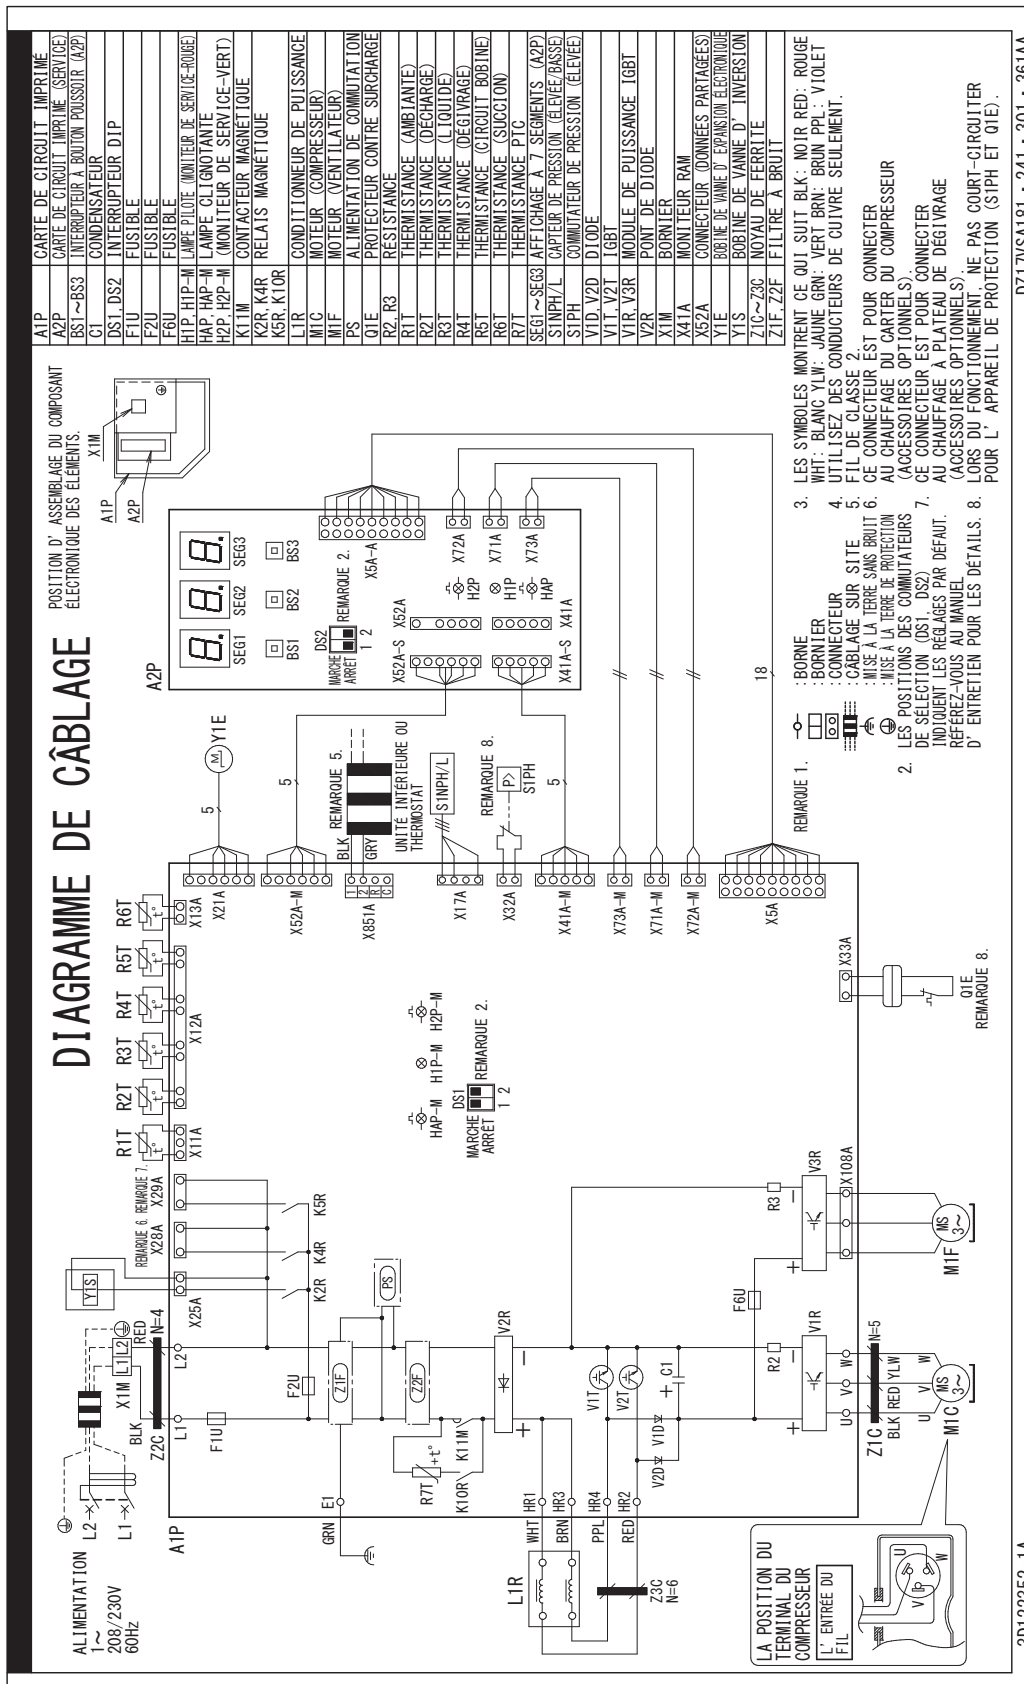 DIAGRAMME DE CÂBLAGE
POSITION D' ASSEMBLAGE DU COMPOSANT
ÉLECTRONIQUE DES ÉLÉMENTS.
A1P
A2P
X1M
A1P CARTE DE CIRCUIT IMPRIMÉ
A2P CARTE DE CIRCUIT IMPRIMÉ (SERVICE)
BS1~BS3 INTERRUPTEUR À BOUTON POUSSOIR (A2P)
C1 CONDENSATEUR
DS1, DS2 INTERRUPTEUR DIP
F1U FUSIBLE
F2U FUSIBLE
F6U FUSIBLE
H1P, H1P-M LAMPE PILOTE (MONITEUR DE SERVICE-ROUGE)
HAP, HAP-M LAMPE CLIGNOTANTE
H2P, H2P-M (MONITEUR DE SERVICE-VERT)
K11M CONTACTEUR MAGNÉTIQUE
K2R, K4R RELAIS MAGNÉTIQUE
K5R, K10R
L1R CONDITIONNEUR DE PUISSANCE
M1C MOTEUR (COMPRESSEUR)
M1F MOTEUR (VENTILATEUR)
PS ALIMENTATION DE COMMUTATION
Q1E PROTECTEUR CONTRE SURCHARGE
R2, R3 RÉSISTANCE
R1T THERMISTANCE (AMBIANTE)
R2T THERMISTANCE (DÉCHARGE)
R3T THERMISTANCE (LIQUIDE)
R4T THERMISTANCE (DÉGIVRAGE)
R5T THERMISTANCE (CIRCUIT BOBINE)
R6T THERMISTANCE (SUCCION)
R7T THERMISTANCE PTC
SEG1~SEG3 AFFICHAGE À 7 SEGMENTS (A2P)
S1NPH/L CAPTEUR DE PRESSION (ÉLEVÉE/BASSE)
S1PH COMMUTATEUR DE PRESSION (ÉLEVÉE)
V1D, V2D DIODE
V1T, V2T IGBT
V1R, V3R MODULE DE PUISSANCE IGBT
V2R PONT DE DIODE
X1M BORNIER
X41A MONITEUR RAM
X52A CONNECTEUR (DONNÉES PARTAGÉES)
Y1E BOBINE DE VANNE D' EXPANSION ÉLECTRONIQUE
Y1S BOBINE DE VANNE D' INVERSION
Z1C~Z3C NOYAU DE FERRITE
Z1F, Z2F FILTRE À BRUIT
ALIMENTATION
1~
208/230V
60Hz
L2
L1
X1M L1 L2
BLK
RED
Z2C
N=4
A1P
L1
L2
F1U
Y1S
X25A
REMARQUE 6. REMARQUE 7.
X28A
X29A
R1T
R2T
R3T
R4T
R5T
R6T
t°
t°
t°
t°
t°
t°
X11A
X12A
X13A
X21A
5
M
Y1E
K2R
K4R
K5R
F2U
GRN
E1
Z1F
PS
Z2F
R7T
+t°
K10R
K11M
V2R
+
−
L1R
WHT HR1
BRN HR3
PPL HR4
RED HR2
Z3C
N=6
V1T
V2T
V2D
V1D
+
C1
R2
R3
F6U
V1R
+
−
V3R
+
−
X108A
U V W
Z1C
N=5
BLK RED YLW
U V W
M1C
MS
3~
M1F
MS
3~
HAP-M
H1P-M
H2P-M
MARCHE
ARRÊT
DS1
1 2
REMARQUE 2.
X33A
Q1E
REMARQUE 8.
X52A-M
5
X851A
1
2
R
C
BLK
GRY
REMARQUE 5.
UNITÉ INTÉRIEURE OU
THERMOSTAT
X17A
S1NPH/L
X32A
REMARQUE 8.
P>
S1PH
X41A-M
5
X73A-M
X71A-M
X72A-M
X5A
18
A2P
SEG1
SEG2
SEG3
BS1
BS2
BS3
MARCHE
ARRÊT
DS2
1 2
REMARQUE 2.
X5A-A
X52A-S
X52A
X41A-S
X41A
H2P
H1P
HAP
X72A
X71A
X73A
LA POSITION DU
TERMINAL DU
COMPRESSEUR
L' ENTRÉE DU
FIL
U
V
W
REMARQUE 1.
: BORNE
: BORNIER
: CONNECTEUR
: CÂBLAGE SUR SITE
: MISE À LA TERRE SANS BRUIT
: MISE À LA TERRE DE PROTECTION
2. LES POSITIONS DES COMMUTATEURS
DE SÉLECTION (DS1, DS2)
INDIQUENT LES RÉGLAGES PAR DÉFAUT.
RÉFÉREZ-VOUS AU MANUEL
D' ENTRETIEN POUR LES DÉTAILS.
3. LES SYMBOLES MONTRENT CE QUI SUIT BLK: NOIR RED: ROUGE
WHT: BLANC YLW: JAUNE GRN: VERT BRN: BRUN PPL: VIOLET
4. UTILISEZ DES CONDUCTEURS DE CUIVRE SEULEMENT.
5. FIL DE CLASSE 2
6. CE CONNECTEUR EST POUR CONNECTER
AU CHAUFFAGE DU CARTER DU COMPRESSEUR
(ACCESSOIRES OPTIONNELS).
7. CE CONNECTEUR EST POUR CONNECTER
AU CHAUFFAGE À PLATEAU DE DÉGIVRAGE
(ACCESSOIRES OPTIONNELS).
8. LORS DU FONCTIONNEMENT, NE PAS COURT-CIRCUITER
POUR L' APPAREIL DE PROTECTION (S1PH ET Q1E).